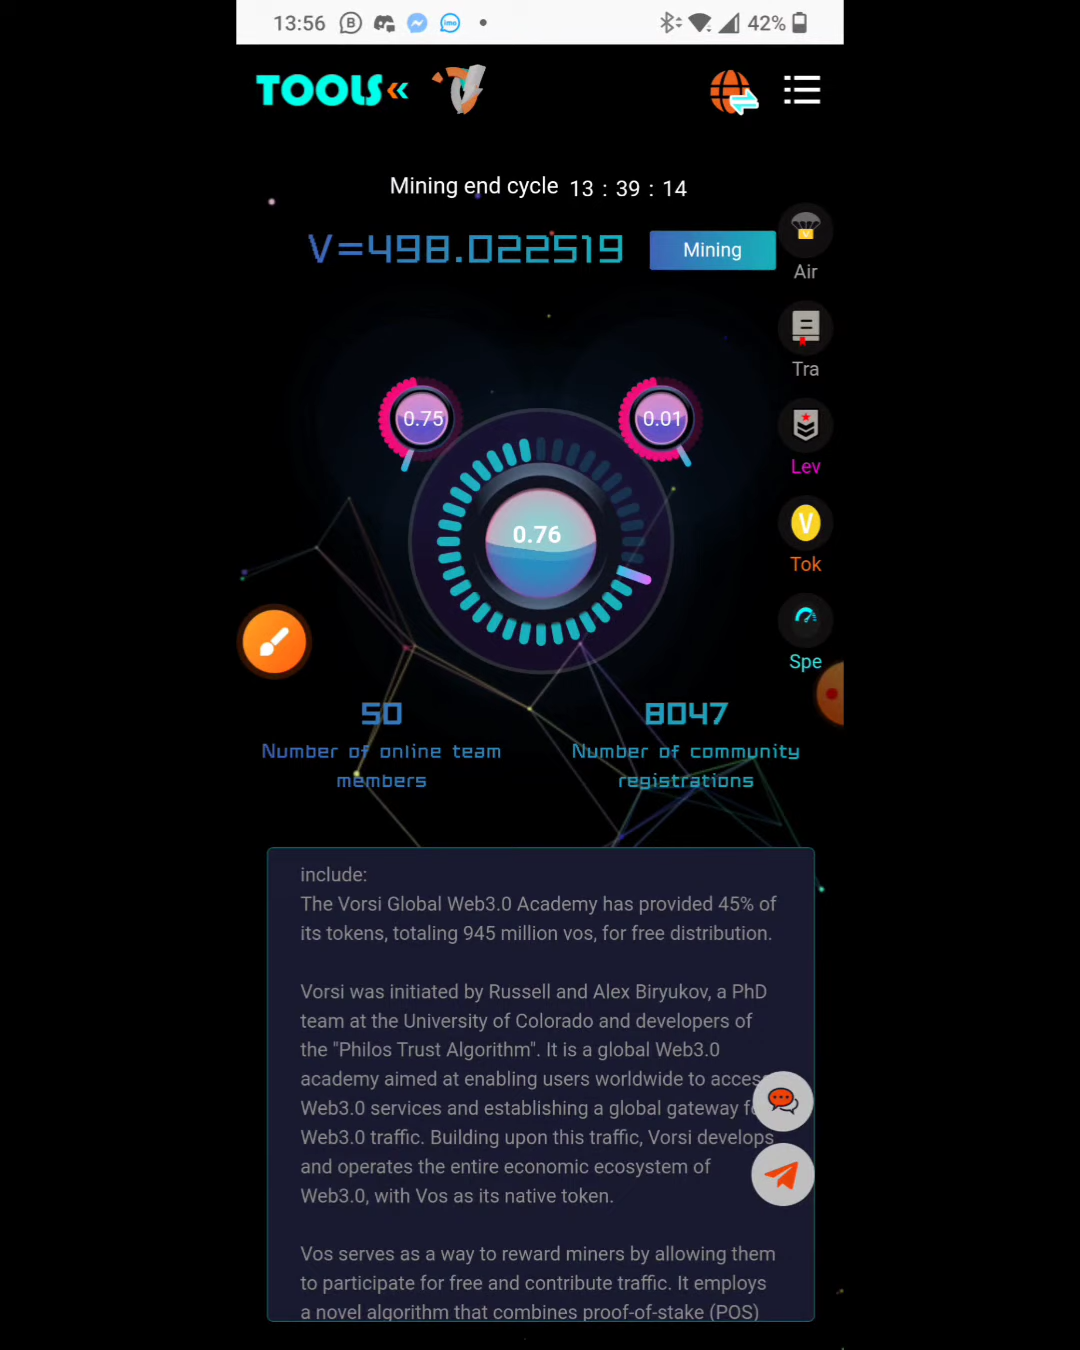 13:56
B
imo
42%
TOOLS
Mining end cycle 13 : 39 : 14
V=498.022519
Mining
Air
Tra
Lev
V
Tok
Spe
0.75
0.01
0.76
50
Number of online team
members
8047
Number of community
registrations
include:
The Vorsi Global Web3.0 Academy has provided 45% of
its tokens, totaling 945 million vos, for free distribution.
Vorsi was initiated by Russell and Alex Biryukov, a PhD
team at the University of Colorado and developers of
the "Philos Trust Algorithm". It is a global Web3.0
academy aimed at enabling users worldwide to access
Web3.0 services and establishing a global gateway
Web3.0 traffic. Building upon this traffic, Vorsi develops
and operates the entire economic ecosystem of
Web3.0, with Vos as its native token.
Vos serves as a way to reward miners by allowing them
to participate for free and contribute traffic. It employs
a novel algorithm that combines proof-of-stake (POS)